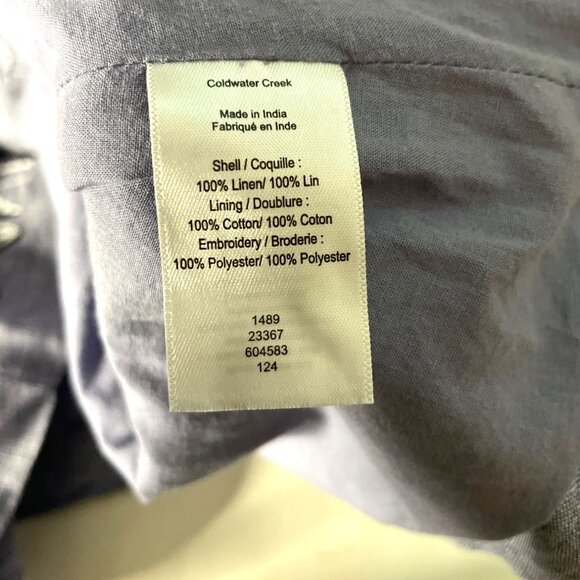 Coldwater Creek
Made in India
Fabriqué en Inde
Shell / Coquille :
100% Linen/ 100% Lin
Lining / Doublure :
100% Cotton/ 100% Coton
Embroidery / Broderie :
100% Polyester/ 100% Polyester
1489
23367
604583
124